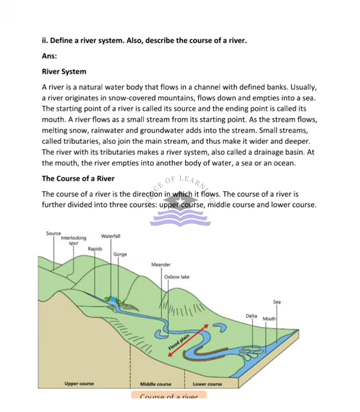 ii. Define a river system. Also, describe the course of a river.
Ans:
River System
A river is a natural water body that flows in a channel with defined banks. Usually,
a river originates in snow-covered mountains, flows down and empties into a sea.
The starting point of a river is called its source and the ending point is called its
mouth. A river flows as a small stream from its starting point. As the stream flows,
melting snow, rainwater and groundwater adds into the stream. Small streams,
called tributaries, also join the main stream, and thus make it wider and deeper.
The river with its tributaries makes a river system, also called a drainage basin. At
the mouth, the river empties into another body of water, a sea or an ocean.
The Course of a River
CE OF LEARN
The course of a river is the direction in which it flows. The course of a river is
further divided into three courses: upper course, middle course and lower course.
Source
Interlocking
spur
Waterfall
Rapids
Gorge
Meander
Oxbow lake
Sea
Delta
Mouth
Flood plain
Upper course
Middle course
Lower course
Course of a river